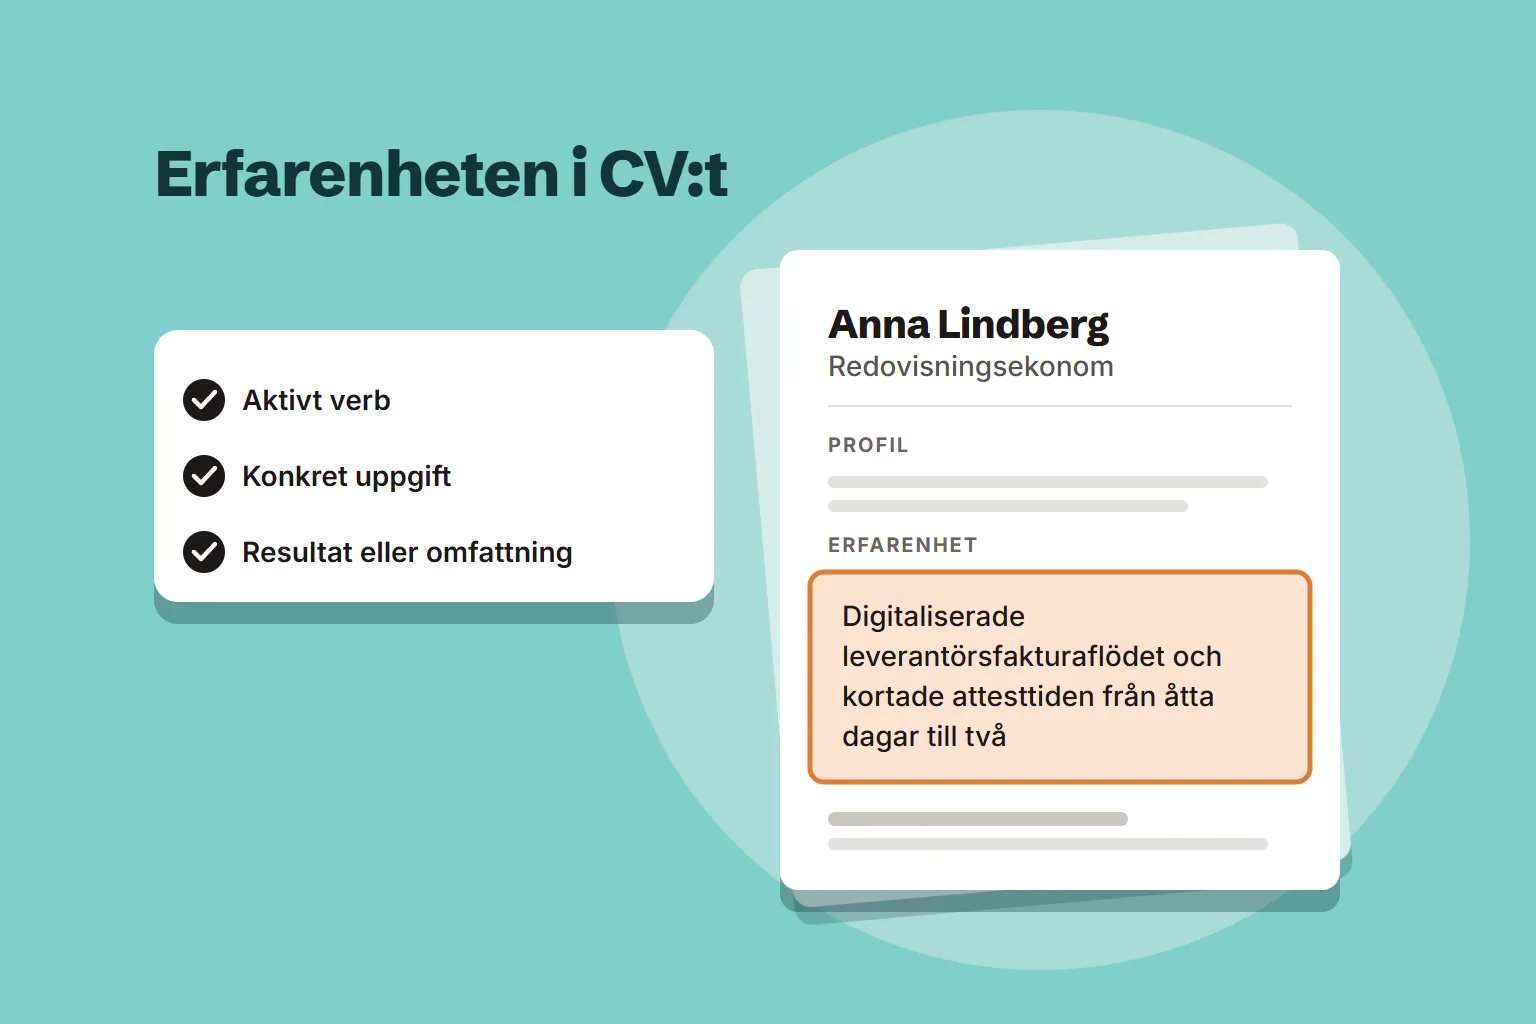 Erfarenheten i CV:t
Aktivt verb
Konkret uppgift
Resultat eller omfattning
Anna Lindberg
Redovisningsekonom
PROFIL
ERFARENHET
Digitaliserade
leverantörsfakturaflödet och
kortade attesttiden från åtta
dagar till två